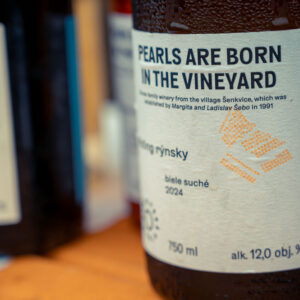 PEARLS ARE BORN
IN THE VINEYARD
family winery from the village Šenkvice, which was
established by Margita and Ladislav Šebo in 1991
rýnsky
biele suché
2024
750 ml
alk. 12,0 obj. %